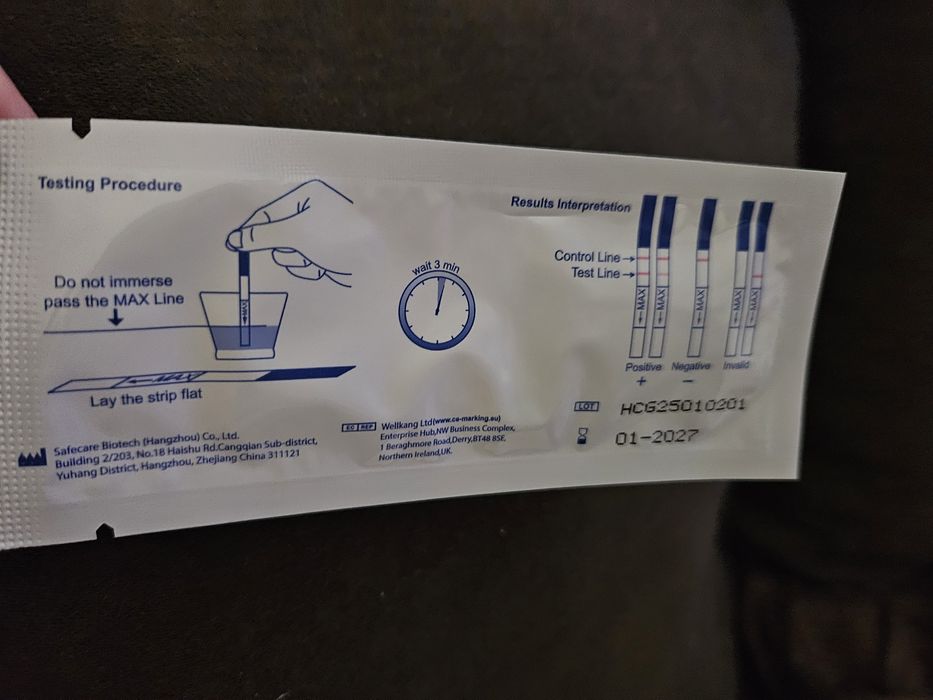 Testing Procedure
Do not immerse
pass the MAX Line
MAX
MAX
Lay the strip flat
wait 3 min
Results Interpretation
Control Line→
Test Line→
←MAX
←MAX
←MAX
←MAX
←MAX
Positive Negative Invalid
+ −
LOT HCG25010201
01-2027
Safecare Biotech (Hangzhou) Co., Ltd.
Building 2/203, No.18 Haishu Rd.Cangqian Sub-district,
Yuhang District, Hangzhou, Zhejiang China 311121
EC REP Wellkang Ltd(www.ce-marking.eu)
Enterprise Hub,NW Business Complex,
1 Beraghmore Road,Derry,BT48 8SE,
Northern Ireland,UK.